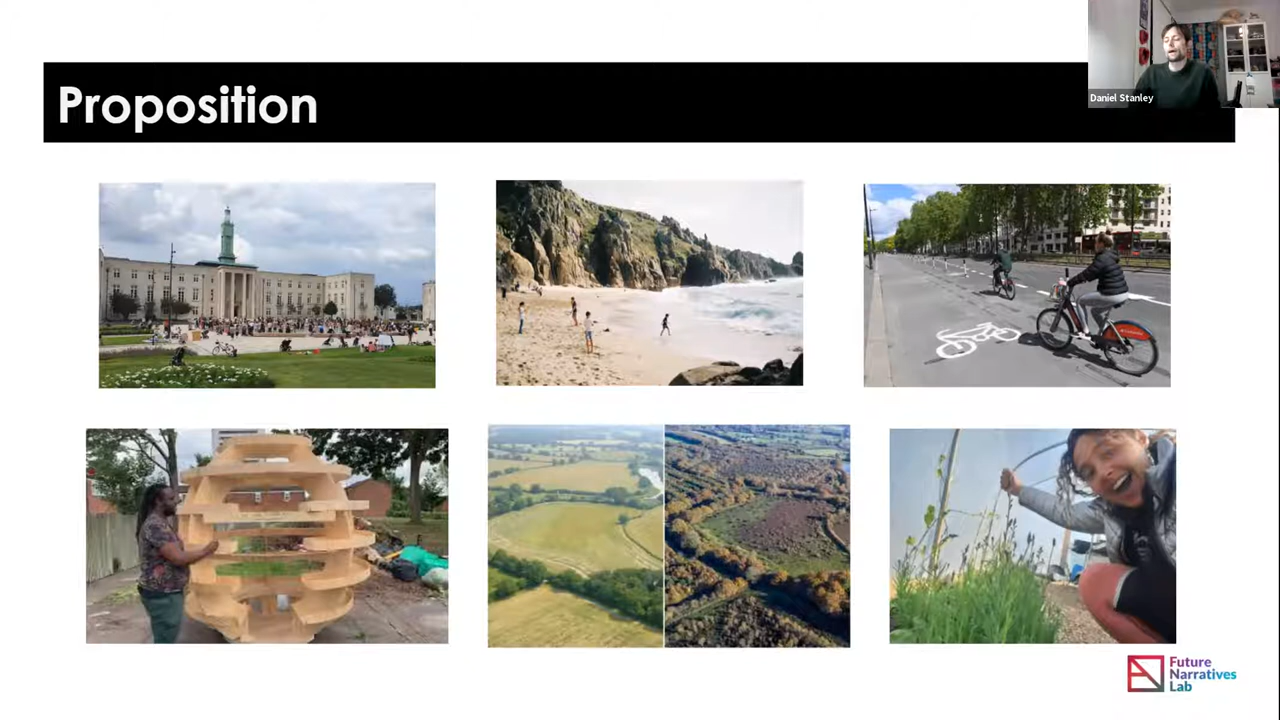 Proposition
Daniel Stanley
Future
Narratives
Lab